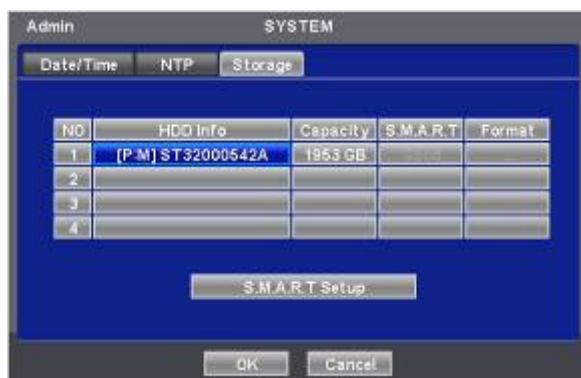 Admin SYSTEM
Date/Time NTP Storage
NO HDD Info Capacity S.M.A.R.T Format
1 [P:M] ST32000542A 1953 GB
2
3
4
S.M.A.R.T Setup
OK Cancel